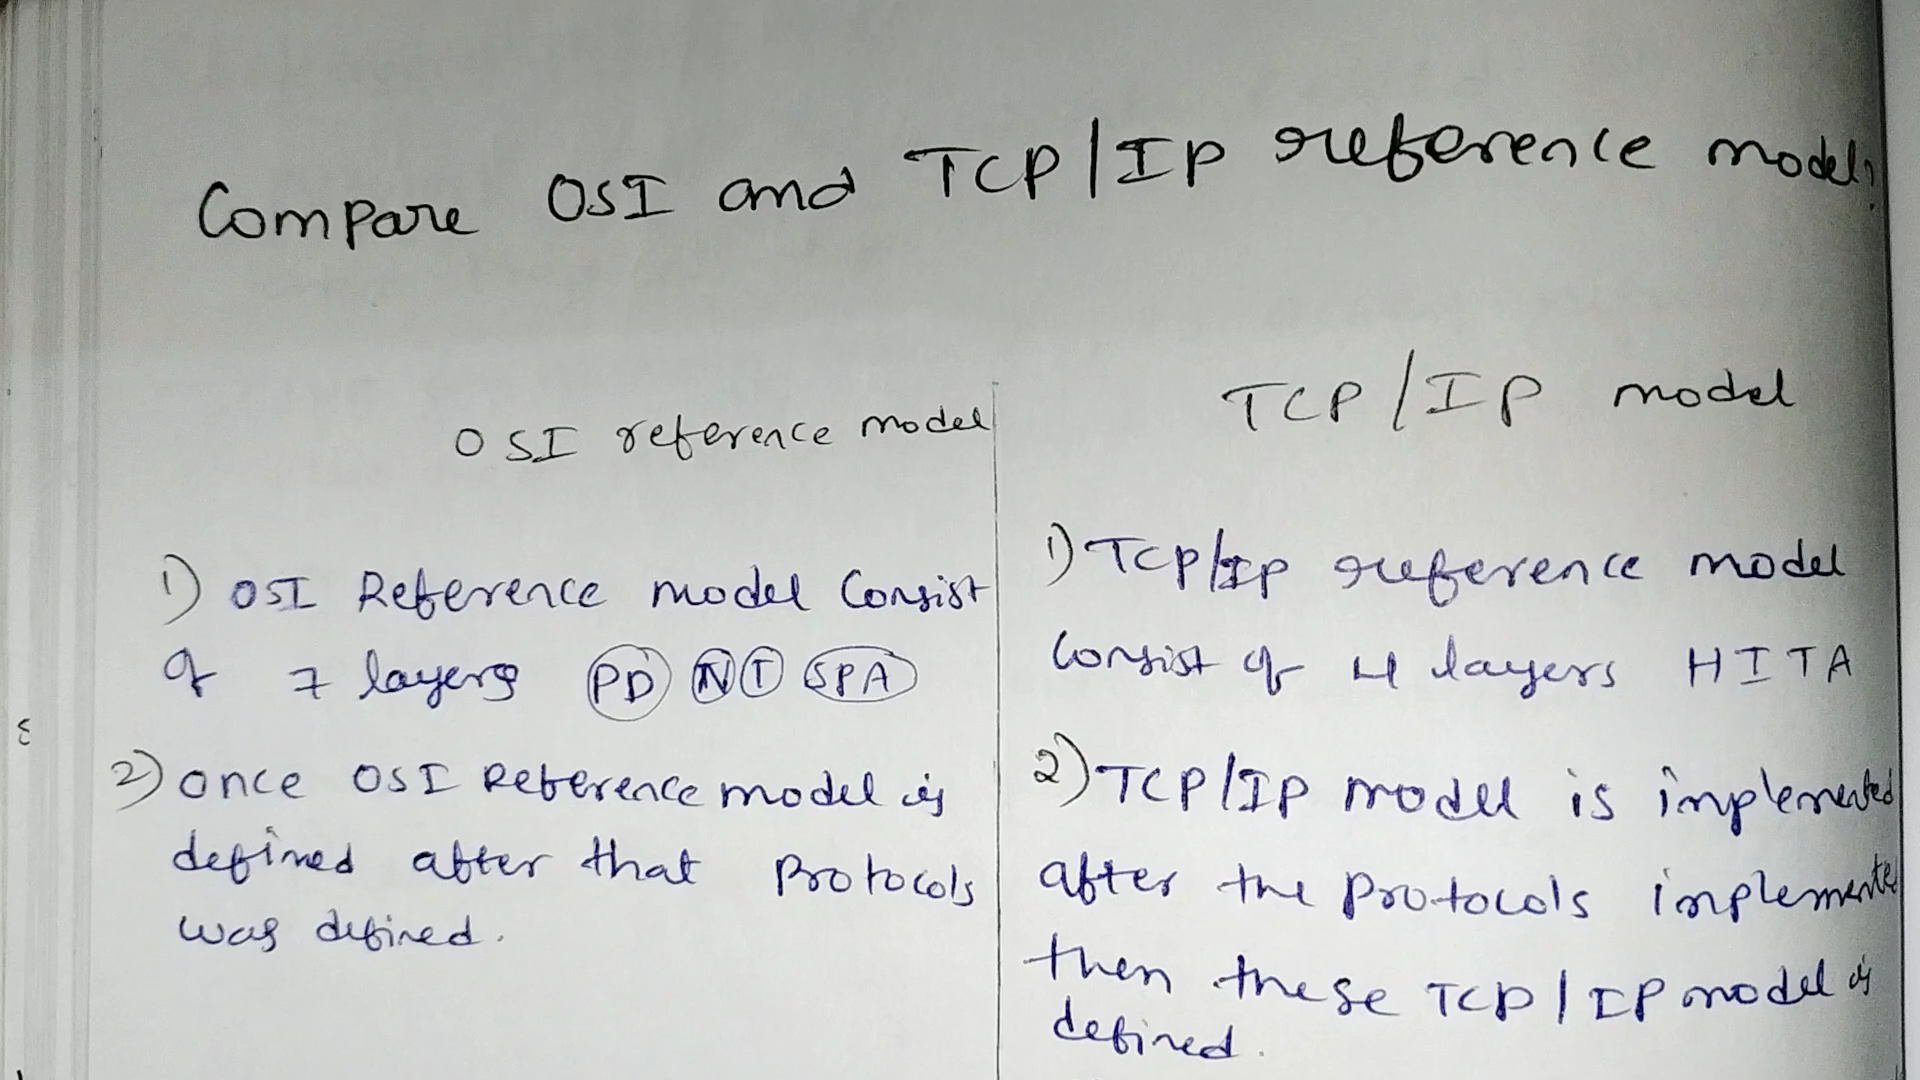 Compare OSI and TCP/IP reference model?
OSI reference model
1) OSI Reference model Consist
of 7 layers PD N T SPA
2) once OSI Reference model is
defined after that Protocols
was defined.
TCP/IP model
1) TCP/IP reference model
Consist of 4 layers HITA
2) TCP/IP model is implemented
after the Protocols implemente
then these TCP/IP model is
defined.